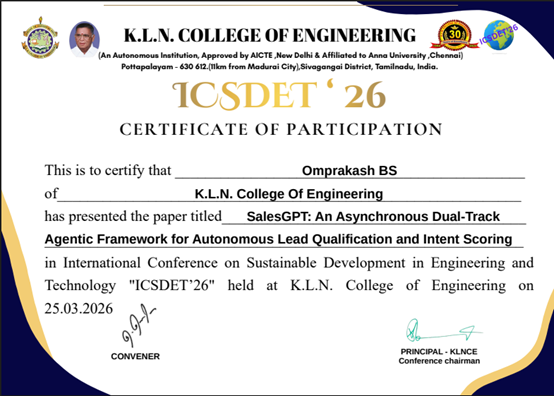 K.L.N. COLLEGE OF ENGINEERING
(An Autonomous Institution, Approved by AICTE ,New Delhi & Affiliated to Anna University ,Chennai)
Pottapalayam - 630 612.(11km from Madurai City),Sivagangai District, Tamilnadu, India.
30
ICSDET'26
ICSDET ‘ 26
CERTIFICATE OF PARTICIPATION
This is to certify that Omprakash BS
of K.L.N. College Of Engineering
has presented the paper titled SalesGPT: An Asynchronous Dual-Track
Agentic Framework for Autonomous Lead Qualification and Intent Scoring
in International Conference on Sustainable Development in Engineering and
Technology "ICSDET’26" held at K.L.N. College of Engineering on
25.03.2026
CONVENER
PRINCIPAL - KLNCE
Conference chairman